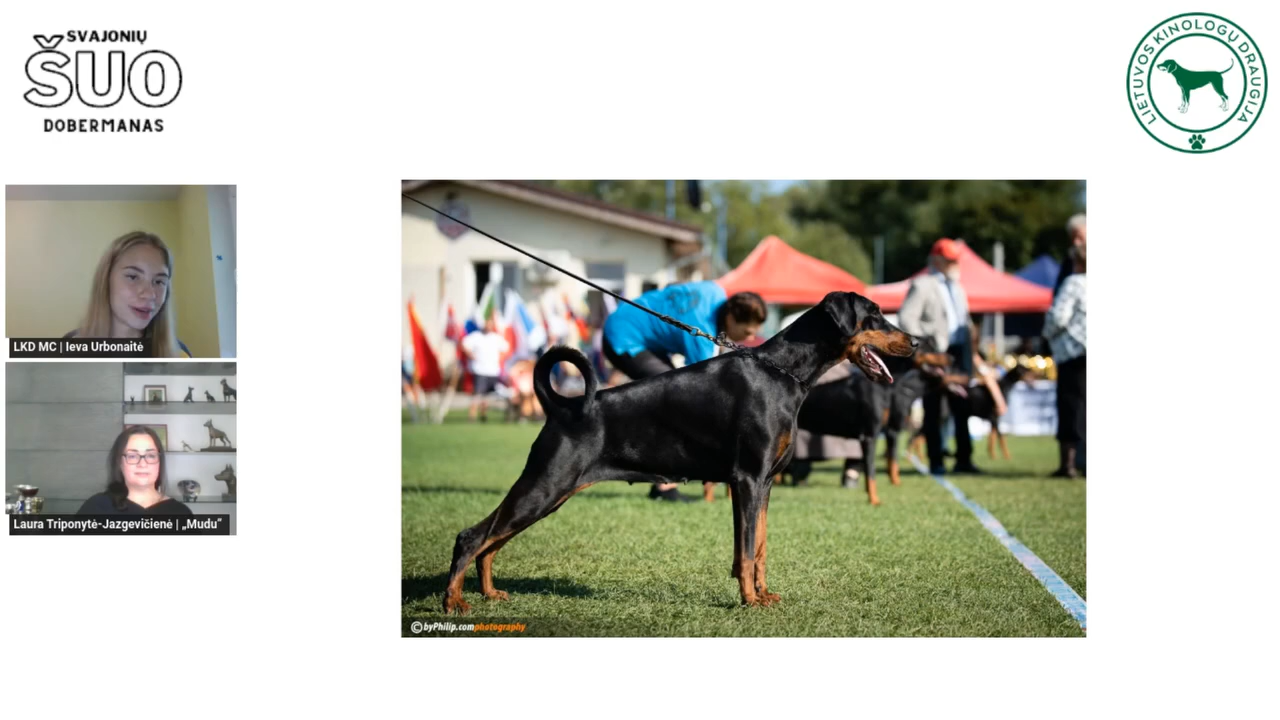 SVAJONIŲ
ŠUO
DOBERMANAS
LIETUVOS KINOLOGŲ DRAUGIJA
LKD MC | Ieva Urbonaitė
Laura Triponytė-Jazgevičienė | „Mudu”
©byPhilip.comphotography